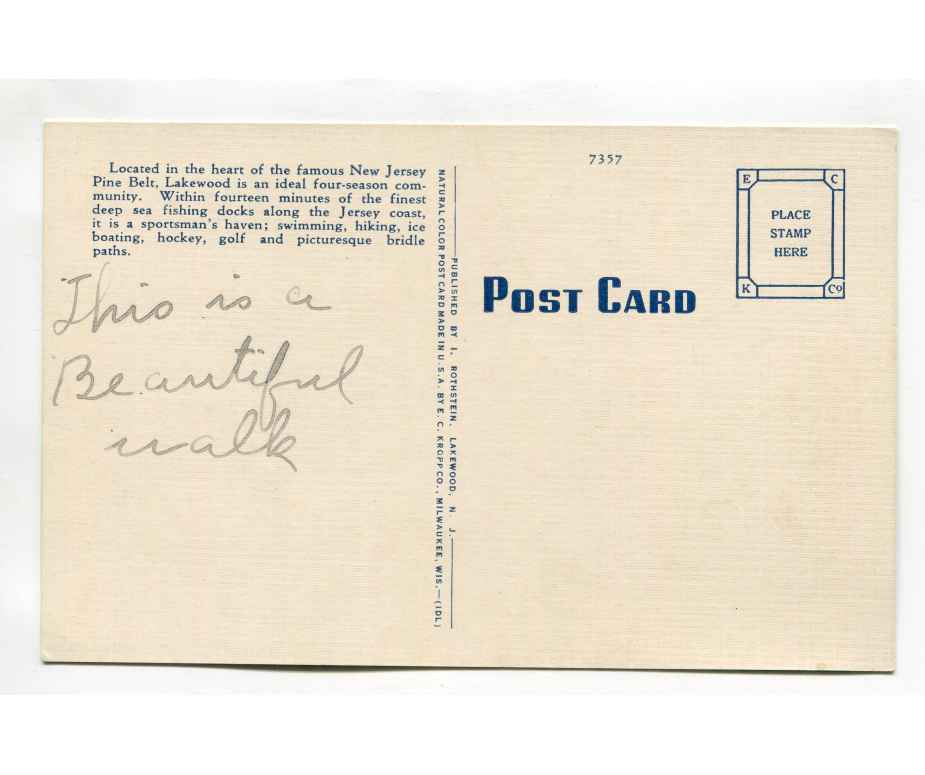 Located in the heart of the famous New Jersey
Pine Belt, Lakewood is an ideal four-season com-
munity. Within fourteen minutes of the finest
deep sea fishing docks along the Jersey coast,
it is a sportsman's haven; swimming, hiking, ice
boating, hockey, golf and picturesque bridle
paths.
This is a
Beautiful
walk
NATURAL COLOR POST CARD MADE IN U.S.A. BY E. C. KROPP CO., MILWAUKEE, WIS.—(IDL)
PUBLISHED BY I. ROTHSTEIN, LAKEWOOD, N. J.
7357
POST CARD
E C
PLACE
STAMP
HERE
K Co